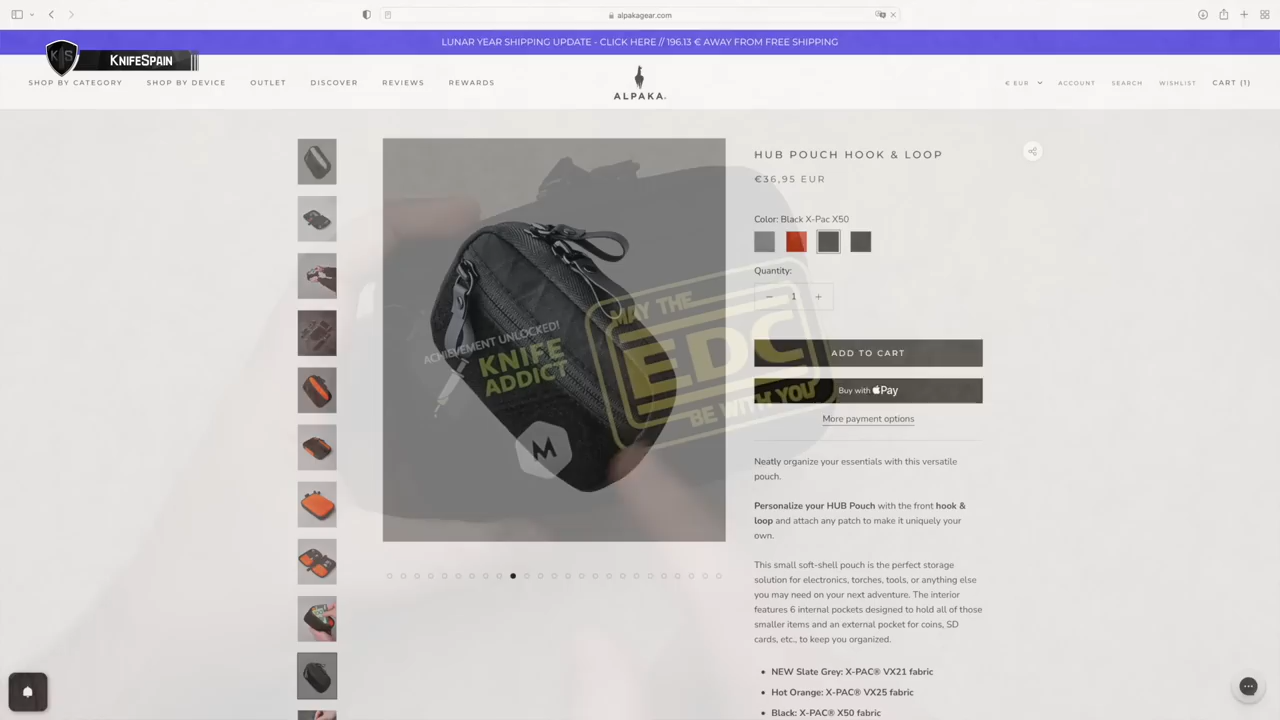 alpakagear.com
LUNAR YEAR SHIPPING UPDATE - CLICK HERE // 196.13 € AWAY FROM FREE SHIPPING
KS
KNIFESPAIN
SHOP BY CATEGORY
SHOP BY DEVICE
OUTLET
DISCOVER
REVIEWS
REWARDS
ALPAKA.
€ EUR
ACCOUNT
SEARCH
WISHLIST
CART (1)
HUB POUCH HOOK & LOOP
€36,95 EUR
Color: Black X-Pac X50
Quantity:
1
ADD TO CART
Buy with Pay
More payment options
ACHIEVEMENT UNLOCKED!
KNIFE
ADDICT
M
MAY THE
EDC
BE WITH YOU
Neatly organize your essentials with this versatile
pouch.
Personalize your HUB Pouch with the front hook &
loop and attach any patch to make it uniquely your
own.
This small soft-shell pouch is the perfect storage
solution for electronics, torches, tools, or anything else
you may need on your next adventure. The interior
features 6 internal pockets designed to hold all of those
smaller items and an external pocket for coins, SD
cards, etc., to keep you organized.
• NEW Slate Grey: X-PAC® VX21 fabric
• Hot Orange: X-PAC® VX25 fabric
• Black: X-PAC® X50 fabric